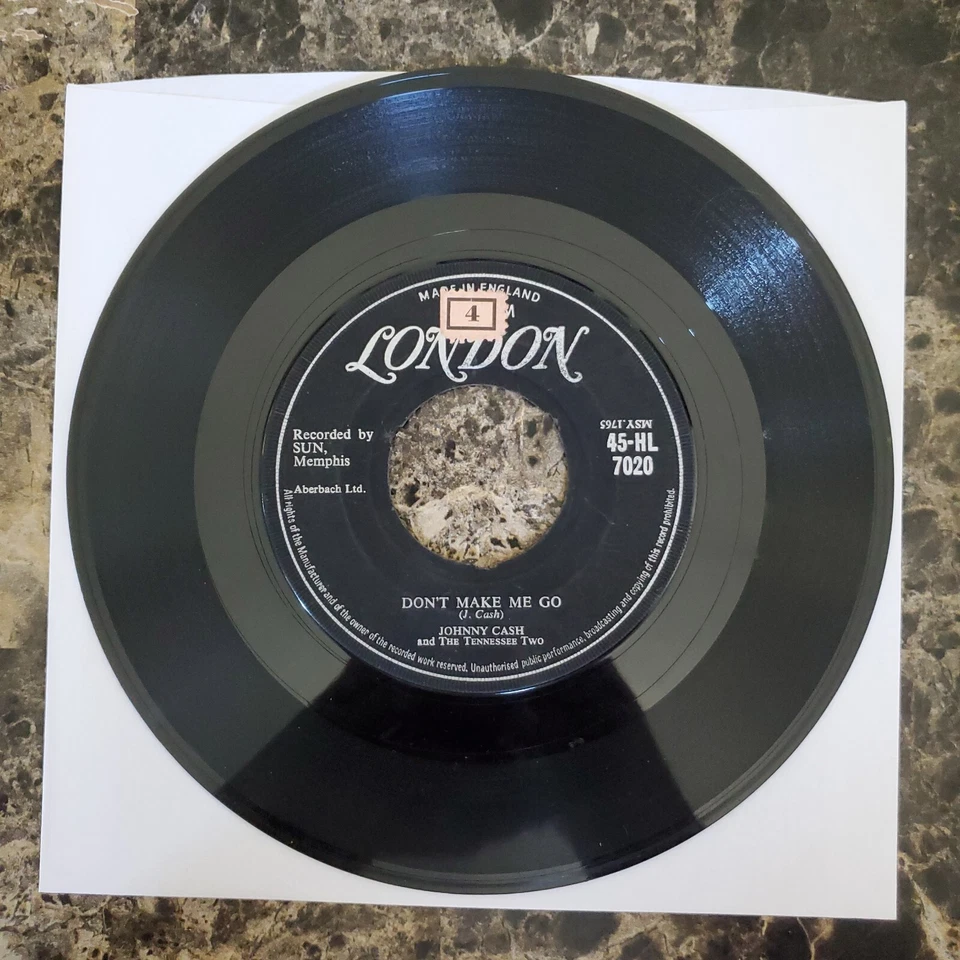 MADE IN ENGLAND
4
LONDON
Recorded by
SUN,
Memphis
Aberbach Ltd.
MSY.1765
45-HL
7020
DON'T MAKE ME GO
(J. Cash)
JOHNNY CASH
and THE TENNESSEE TWO
All rights of the Manufacturer and of the owner of the recorded work reserved. Unauthorised public performance, broadcasting and copying of this record prohibited.